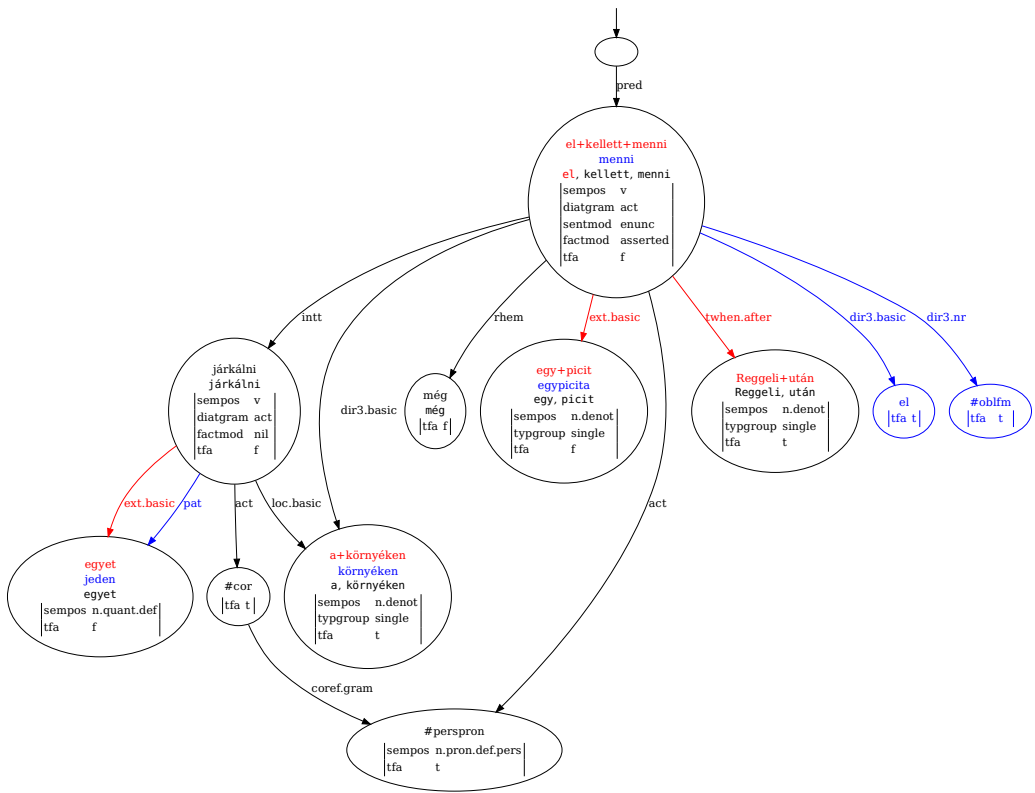 pred
el+kellett+menni
menni
el, kellett, menni
sempos v
diatgram act
sentmod enunc
factmod asserted
tfa f
intt
dir3.basic
rhem
ext.basic
act
twhen.after
dir3.basic
dir3.nr
járkálni
járkálni
sempos v
diatgram act
factmod nil
tfa f
még
még
tfa f
egy+picit
egypicita
egy, picit
sempos n.denot
typgroup single
tfa f
Reggeli+után
Reggeli, után
sempos n.denot
typgroup single
tfa t
el
tfa t
#oblfm
tfa t
ext.basic
pat
act
loc.basic
egyet
jeden
egyet
sempos n.quant.def
tfa f
#cor
tfa t
a+környéken
környéken
a, környéken
sempos n.denot
typgroup single
tfa t
coref.gram
#perspron
sempos n.pron.def.pers
tfa t